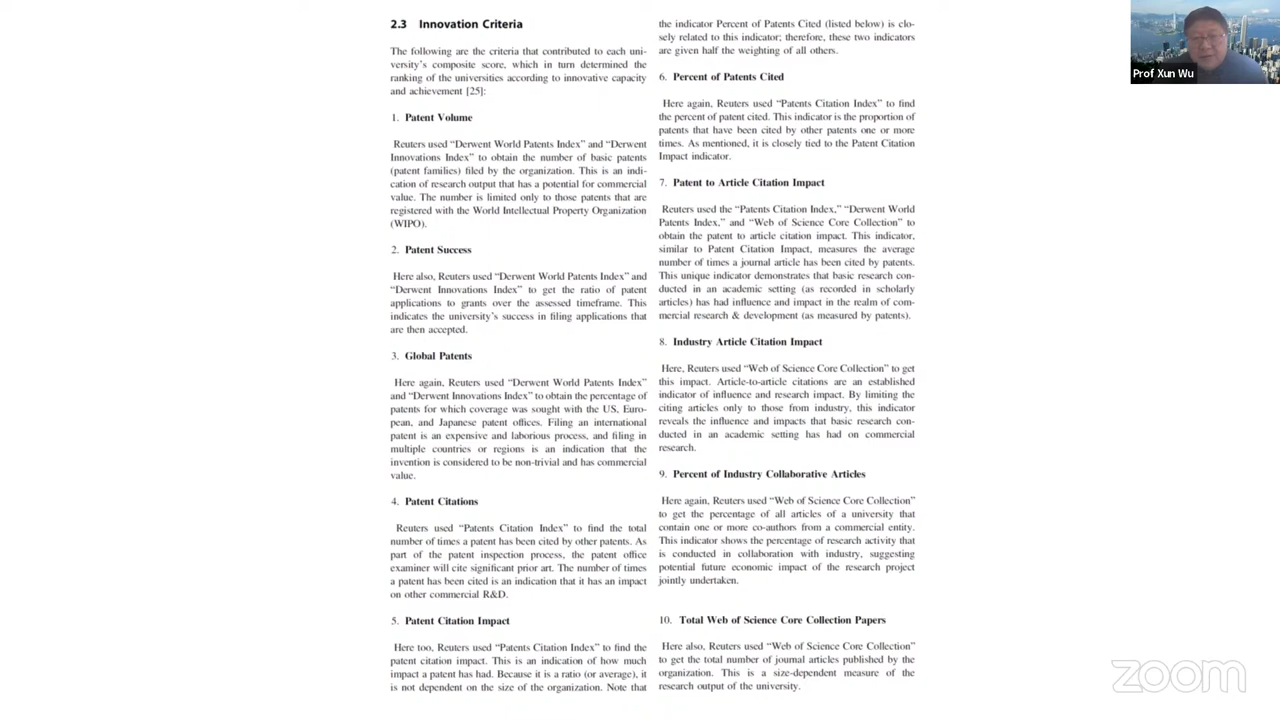 2.3 Innovation Criteria
The following are the criteria that contributed to each uni-
versity's composite score, which in turn determined the
ranking of the universities according to innovative capacity
and achievement [25]:
1. Patent Volume
Reuters used “Derwent World Patents Index” and “Derwent
Innovations Index” to obtain the number of basic patents
(patent families) filed by the organization. This is an indi-
cation of research output that has a potential for commercial
value. The number is limited only to those patents that are
registered with the World Intellectual Property Organization
(WIPO).
2. Patent Success
Here also, Reuters used “Derwent World Patents Index” and
“Derwent Innovations Index” to get the ratio of patent
applications to grants over the assessed timeframe. This
indicates the university's success in filing applications that
are then accepted.
3. Global Patents
Here again, Reuters used “Derwent World Patents Index”
and “Derwent Innovations Index” to obtain the percentage of
patents for which coverage was sought with the US, Euro-
pean, and Japanese patent offices. Filing an international
patent is an expensive and laborious process, and filing in
multiple countries or regions is an indication that the
invention is considered to be non-trivial and has commercial
value.
4. Patent Citations
Reuters used “Patents Citation Index” to find the total
number of times a patent has been cited by other patents. As
part of the patent inspection process, the patent office
examiner will cite significant prior art. The number of times
a patent has been cited is an indication that it has an impact
on other commercial R&D.
5. Patent Citation Impact
Here too, Reuters used “Patents Citation Index” to find the
patent citation impact. This is an indication of how much
impact a patent has had. Because it is a ratio (or average), it
is not dependent on the size of the organization. Note that
the indicator Percent of Patents Cited (listed below) is clo-
sely related to this indicator; therefore, these two indicators
are given half the weighting of all others.
6. Percent of Patents Cited
Here again, Reuters used “Patents Citation Index” to find
the percent of patent cited. This indicator is the proportion of
patents that have been cited by other patents one or more
times. As mentioned, it is closely tied to the Patent Citation
Impact indicator.
7. Patent to Article Citation Impact
Reuters used the “Patents Citation Index,” “Derwent World
Patents Index,” and “Web of Science Core Collection” to
obtain the patent to article citation impact. This indicator,
similar to Patent Citation Impact, measures the average
number of times a journal article has been cited by patents.
This unique indicator demonstrates that basic research con-
ducted in an academic setting (as recorded in scholarly
articles) has had influence and impact in the realm of com-
mercial research & development (as measured by patents).
8. Industry Article Citation Impact
Here, Reuters used “Web of Science Core Collection” to get
this impact. Article-to-article citations are an established
indicator of influence and research impact. By limiting the
citing articles only to those from industry, this indicator
reveals the influence and impacts that basic research con-
ducted in an academic setting has had on commercial
research.
9. Percent of Industry Collaborative Articles
Here again, Reuters used “Web of Science Core Collection”
to get the percentage of all articles of a university that
contain one or more co-authors from a commercial entity.
This indicator shows the percentage of research activity that
is conducted in collaboration with industry, suggesting
potential future economic impact of the research project
jointly undertaken.
10. Total Web of Science Core Collection Papers
Here also, Reuters used “Web of Science Core Collection”
to get the total number of journal articles published by the
organization. This is a size-dependent measure of the
research output of the university.
Prof Xun Wu
zoom